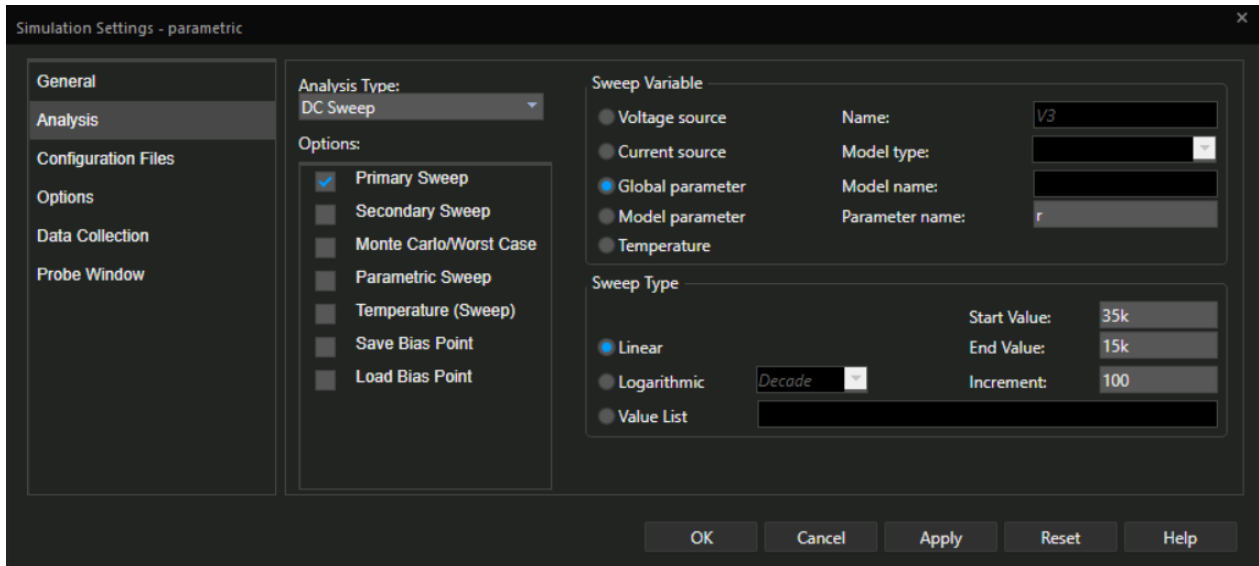 Simulation Settings - parametric
×
General
Analysis
Configuration Files
Options
Data Collection
Probe Window
Analysis Type:
DC Sweep
Options:
Primary Sweep
Secondary Sweep
Monte Carlo/Worst Case
Parametric Sweep
Temperature (Sweep)
Save Bias Point
Load Bias Point
Sweep Variable
Voltage source
Current source
Global parameter
Model parameter
Temperature
Name: V3
Model type:
Model name:
Parameter name: r
Sweep Type
Linear
Logarithmic Decade
Value List
Start Value: 35k
End Value: 15k
Increment: 100
OK Cancel Apply Reset Help